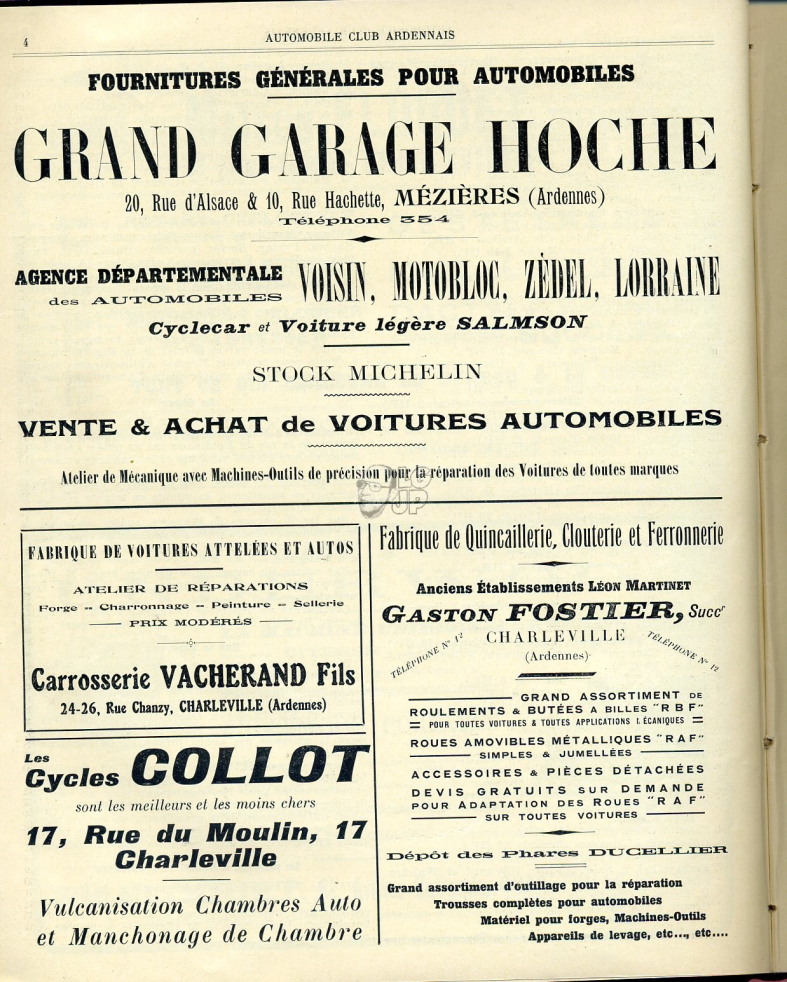 4
AUTOMOBILE CLUB ARDENNAIS
FOURNITURES GÉNÉRALES POUR AUTOMOBILES
GRAND GARAGE HOCHE
20, Rue d'Alsace & 10, Rue Hachette, MÉZIÈRES (Ardennes)
Téléphone 354
AGENCE DÉPARTEMENTALE
des AUTOMOBILES
VOISIN, MOTOBLOC, ZÈDEL, LORRAINE
Cyclecar et Voiture légère SALMSON
STOCK MICHELIN
VENTE & ACHAT de VOITURES AUTOMOBILES
Atelier de Mécanique avec Machines-Outils de précision pour la réparation des Voitures de toutes marques
LC
JP
FABRIQUE DE VOITURES ATTELÉES ET AUTOS
ATELIER DE RÉPARATIONS
Forge -- Charronnage -- Peinture -- Sellerie
PRIX MODÉRÉS
Carrosserie VACHERAND Fils
24-26, Rue Chanzy, CHARLEVILLE (Ardennes)
Les
Cycles COLLOT
sont les meilleurs et les moins chers
17, Rue du Moulin, 17
Charleville
Vulcanisation Chambres Auto
et Manchonage de Chambre
Fabrique de Quincaillerie, Clouterie et Ferronnerie
Anciens Établissements LÉON MARTINET
GASTON FOSTIER, Succr
CHARLEVILLE
TÉLÉPHONE N° 12
(Ardennes)
TÉLÉPHONE N° 12
GRAND ASSORTIMENT DE
ROULEMENTS & BUTÉES A BILLES "RBF"
POUR TOUTES VOITURES & TOUTES APPLICATIONS MÉCANIQUES
ROUES AMOVIBLES MÉTALLIQUES "RAF"
SIMPLES & JUMELLÉES
ACCESSOIRES & PIÈCES DÉTACHÉES
DEVIS GRATUITS SUR DEMANDE
POUR ADAPTATION DES ROUES "RAF"
SUR TOUTES VOITURES
Dépôt des Phares DUCELLIER
Grand assortiment d'outillage pour la réparation
Trousses complètes pour automobiles
Matériel pour forges, Machines-Outils
Appareils de levage, etc..., etc....